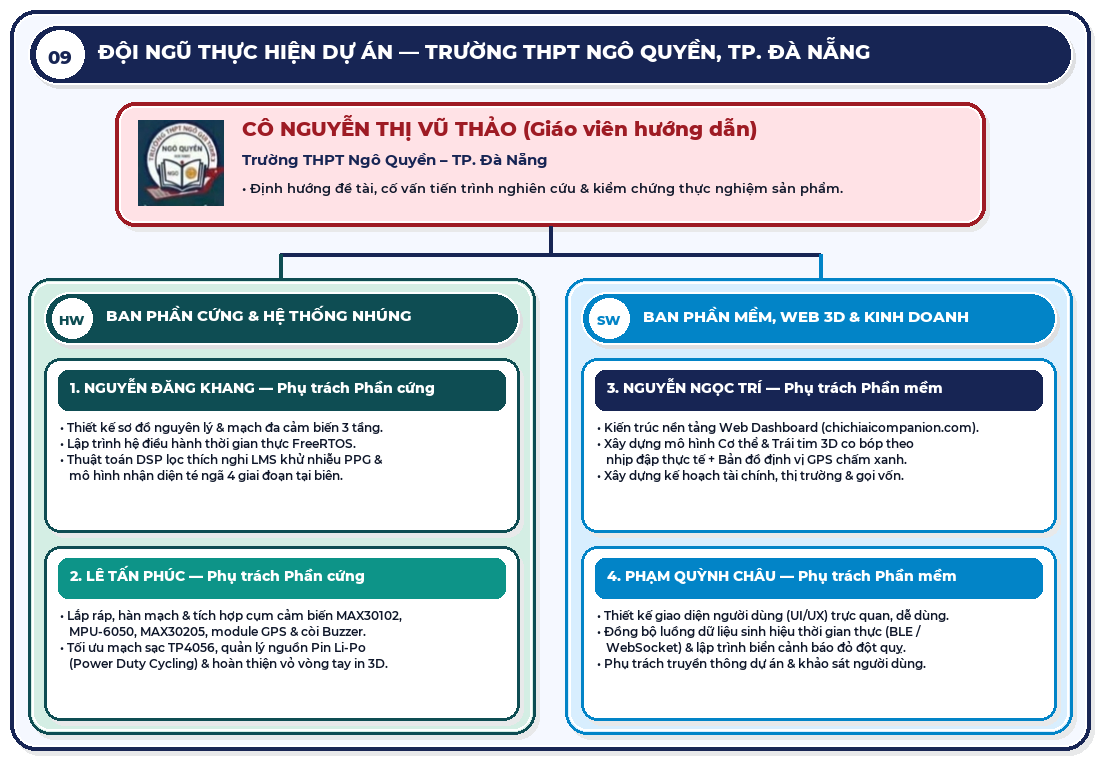 09
ĐỘI NGŨ THỰC HIỆN DỰ ÁN — TRƯỜNG THPT NGÔ QUYỀN, TP. ĐÀ NẴNG
NGÔ QUYỀN
CÔ NGUYỄN THỊ VŨ THẢO (Giáo viên hướng dẫn)
Trường THPT Ngô Quyền – TP. Đà Nẵng
• Định hướng đề tài, cố vấn tiến trình nghiên cứu & kiểm chứng thực nghiệm sản phẩm.
HW
BAN PHẦN CỨNG & HỆ THỐNG NHÚNG
1. NGUYỄN ĐĂNG KHANG — Phụ trách Phần cứng
• Thiết kế sơ đồ nguyên lý & mạch đa cảm biến 3 tầng.
• Lập trình hệ điều hành thời gian thực FreeRTOS.
• Thuật toán DSP lọc thích nghi LMS khử nhiễu PPG &
mô hình nhận diện té ngã 4 giai đoạn tại biên.
2. LÊ TẤN PHÚC — Phụ trách Phần cứng
• Lắp ráp, hàn mạch & tích hợp cụm cảm biến MAX30102,
MPU-6050, MAX30205, module GPS & còi Buzzer.
• Tối ưu mạch sạc TP4056, quản lý nguồn Pin Li-Po
(Power Duty Cycling) & hoàn thiện vỏ vòng tay in 3D.
SW
BAN PHẦN MỀM, WEB 3D & KINH DOANH
3. NGUYỄN NGỌC TRÍ — Phụ trách Phần mềm
• Kiến trúc nền tảng Web Dashboard (chichiaicompanion.com).
• Xây dựng mô hình Cơ thể & Trái tim 3D co bóp theo
nhịp đập thực tế + Bản đồ định vị GPS chấm xanh.
• Xây dựng kế hoạch tài chính, thị trường & gọi vốn.
4. PHẠM QUỲNH CHÂU — Phụ trách Phần mềm
• Thiết kế giao diện người dùng (UI/UX) trực quan, dễ dùng.
• Đồng bộ luồng dữ liệu sinh hiệu thời gian thực (BLE /
WebSocket) & lập trình biển cảnh báo đỏ đột quỵ.
• Phụ trách truyền thông dự án & khảo sát người dùng.